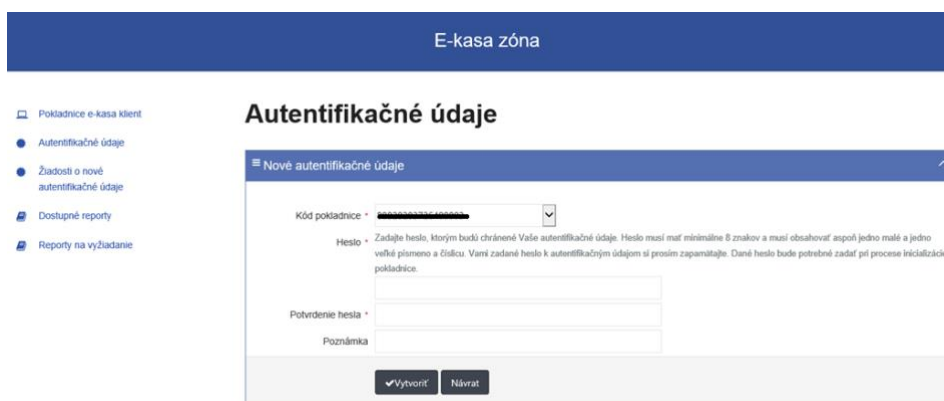 E-kasa zóna
Pokladnice e-kasa klient
Autentifikačné údaje
Žiadosti o nové
autentifikačné údaje
Dostupné reporty
Reporty na vyžiadanie
Autentifikačné údaje
Nové autentifikačné údaje
Kód pokladnice *
Heslo *
Zadajte heslo, ktorým budú chránené Vaše autentifikačné údaje. Heslo musí mať minimálne 8 znakov a musí obsahovať aspoň jedno malé a jedno
veľké písmeno a číslicu. Vami zadané heslo k autentifikačným údajom si prosím zapamätajte. Dané heslo bude potrebné zadať pri procese inicializácie
pokladnice.
Potvrdenie hesla *
Poznámka
Vytvoriť
Návrat